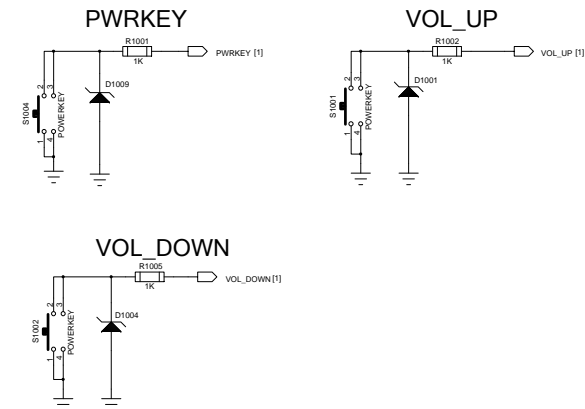 PWRKEY
R1001
1K
PWRKEY [1]
D1009
S1004
POWERKEY
2
3
1
4
VOL_UP
R1002
1K
VOL_UP [1]
D1001
S1001
POWERKEY
2
3
1
4
VOL_DOWN
R1005
1K
VOL_DOWN [1]
D1004
S1002
POWERKEY
2
3
1
4